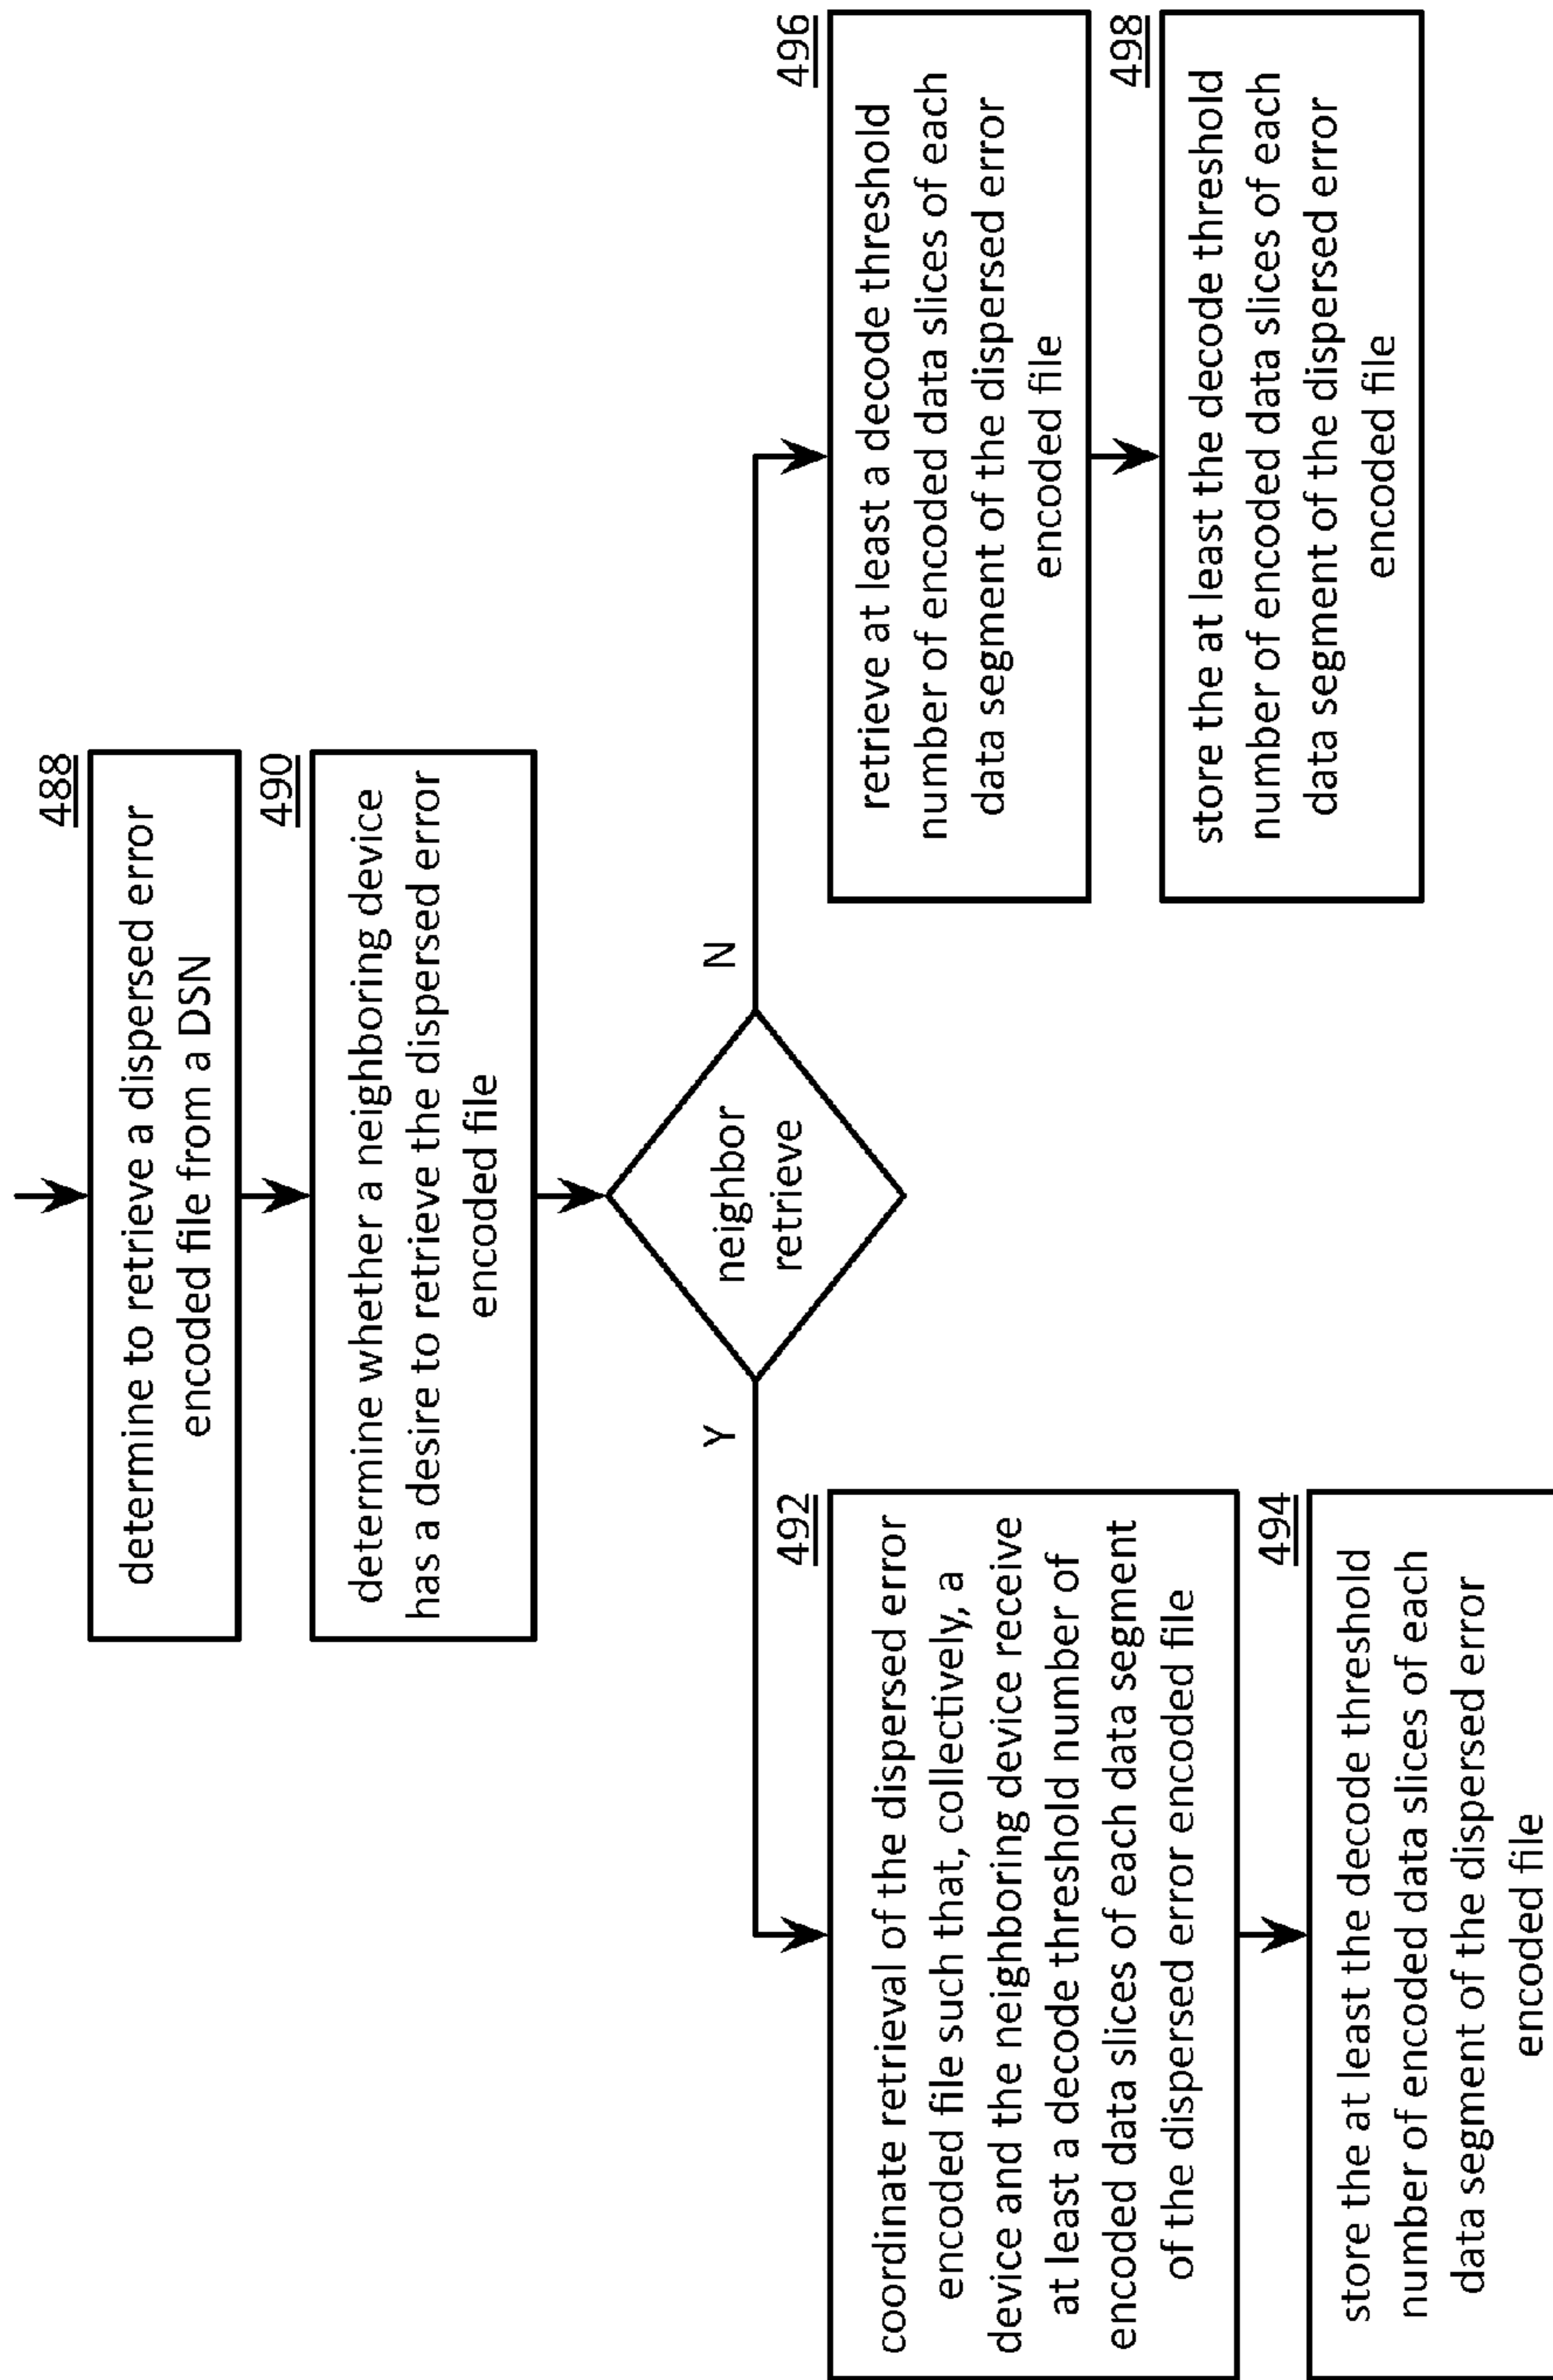 488
determine to retrieve a dispersed error
encoded file from a DSN
490
determine whether a neighboring device
has a desire to retrieve the dispersed error
encoded file
neighbor
retrieve
Y
N
492
coordinate retrieval of the dispersed error
encoded file such that, collectively, a
device and the neighboring device receive
at least a decode threshold number of
encoded data slices of each data segment
of the dispersed error encoded file
494
store the at least the decode threshold
number of encoded data slices of each
data segment of the dispersed error
encoded file
496
retrieve at least a decode threshold
number of encoded data slices of each
data segment of the dispersed error
encoded file
498
store the at least the decode threshold
number of encoded data slices of each
data segment of the dispersed error
encoded file